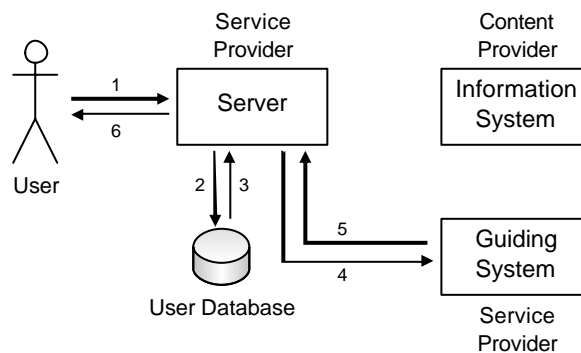 Service
Provider
Content
Provider
1
Server
Information
System
6
User
2
3
5
4
Guiding
System
User Database
Service
Provider